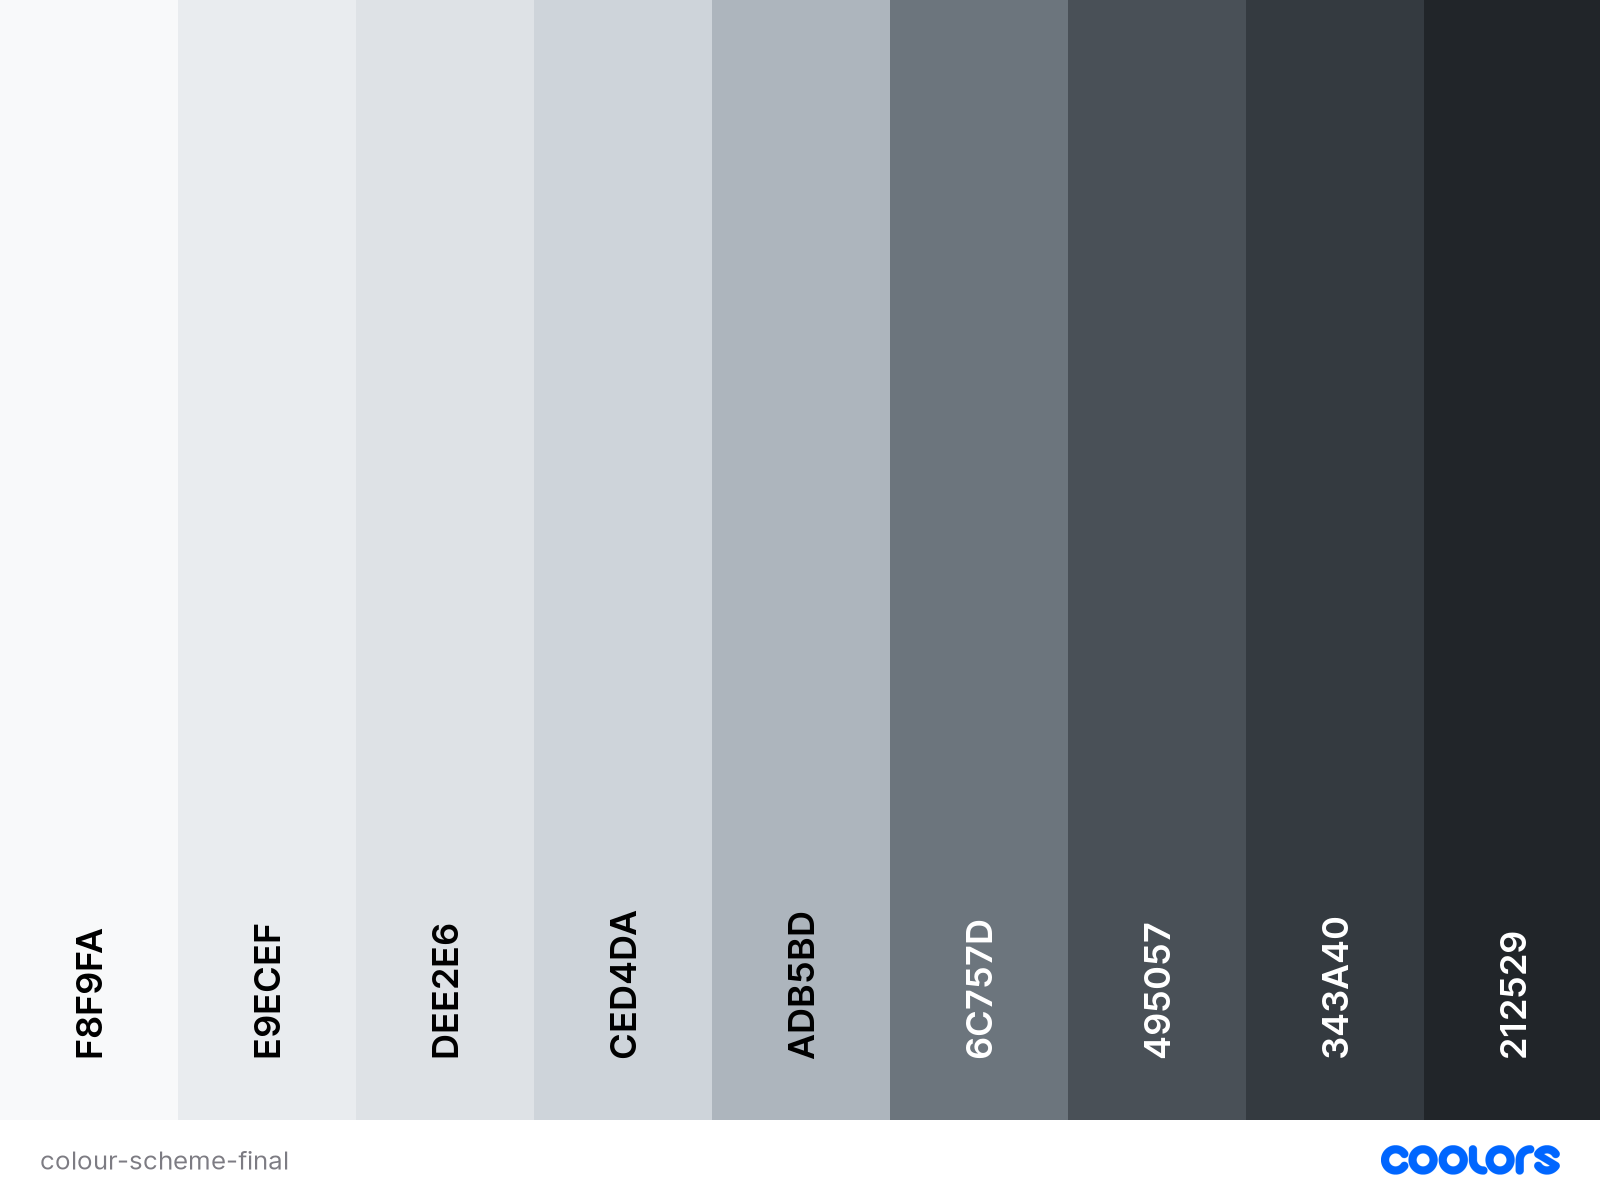 F8F9FA
E9ECEF
DEE2E6
CED4DA
ADB5BD
6C757D
495057
343A40
212529
colour-scheme-final
coolors